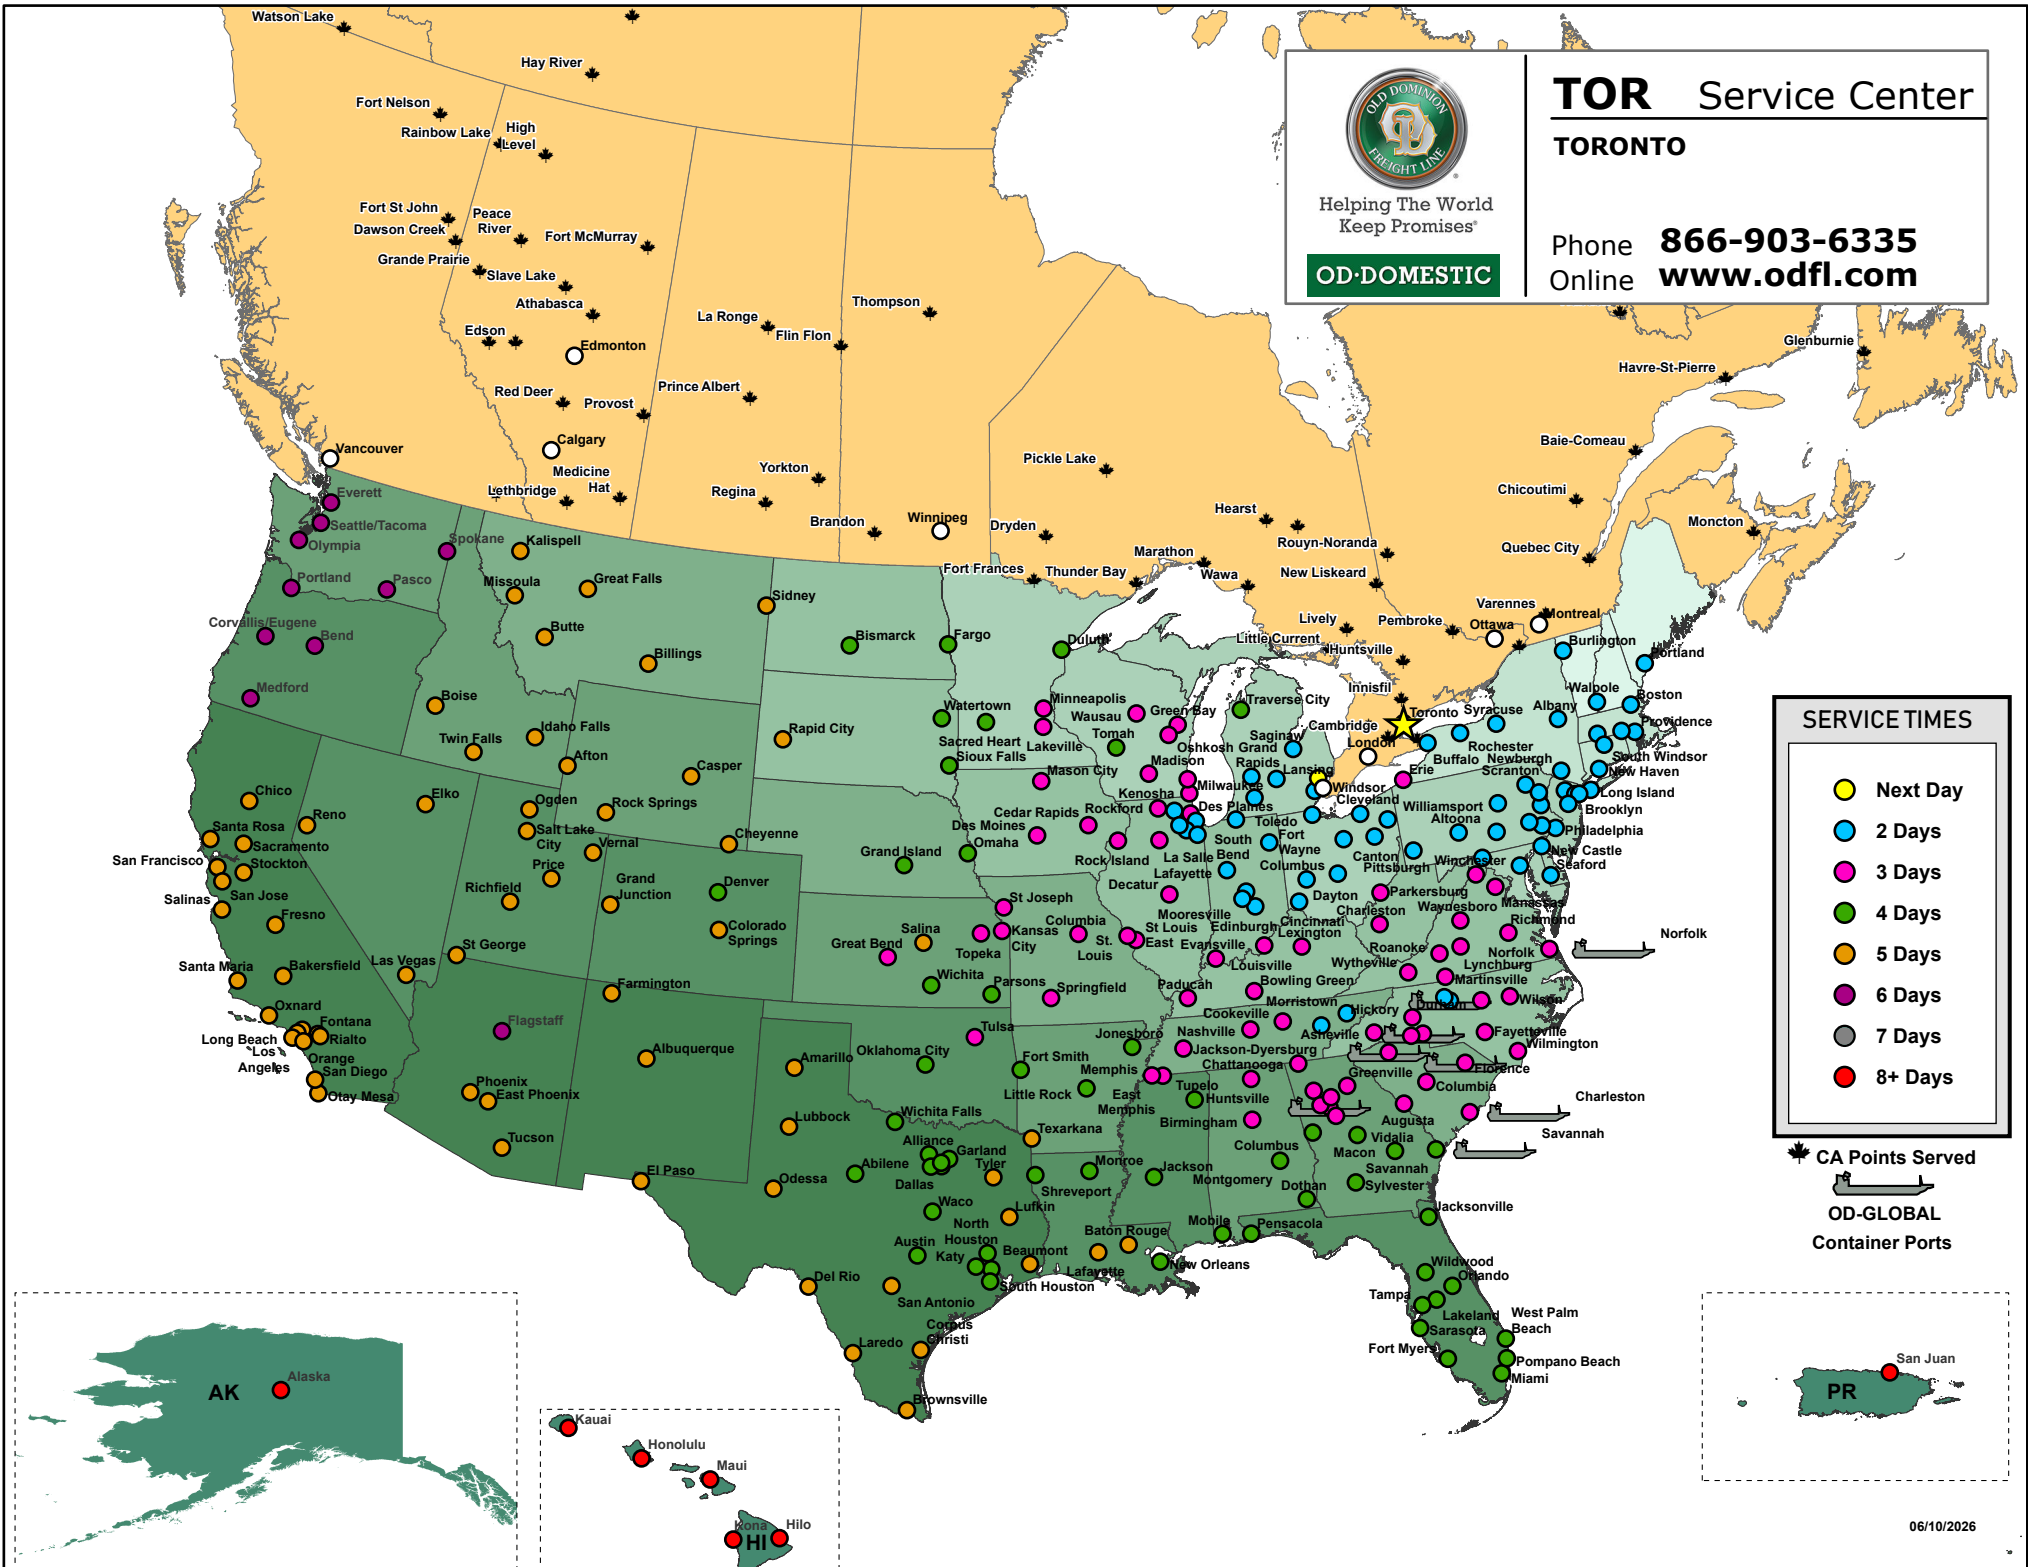 TOR Service Center
TORONTO
Phone 866-903-6335
Online www.odfl.com
OLD DOMINION
FREIGHT LINE
Helping The World
Keep Promises®
OD·DOMESTIC
Watson Lake
Hay River
Fort Nelson
Rainbow Lake
High
Level
Fort St John
Dawson Creek
Peace
River
Fort McMurray
Grande Prairie
Slave Lake
Athabasca
Edson
Edmonton
La Ronge
Flin Flon
Thompson
Red Deer
Provost
Prince Albert
Calgary
Vancouver
Medicine
Hat
Lethbridge
Yorkton
Regina
Brandon
Winnipeg
Dryden
Pickle Lake
Hearst
Rouyn-Noranda
Marathon
Fort Frances
Thunder Bay
Wawa
New Liskeard
Glenburnie
Havre-St-Pierre
Baie-Comeau
Chicoutimi
Moncton
Quebec City
Varennes
Montreal
Ottawa
Pembroke
Lively
Little Current
Huntsville
Innisfil
Toronto
Cambridge
London
Windsor
Everett
Seattle/Tacoma
Olympia
Spokane
Portland
Pasco
Corvallis/Eugene
Bend
Medford
Kalispell
Missoula
Great Falls
Butte
Billings
Sidney
Boise
Idaho Falls
Twin Falls
Afton
Casper
Rock Springs
Cheyenne
Rapid City
Bismarck
Fargo
Duluth
Watertown
Sacred Heart
Sioux Falls
Minneapolis
Lakeville
Mason City
Wausau
Tomah
Green Bay
Oshkosh
Madison
Milwaukee
Kenosha
Traverse City
Saginaw
Grand
Rapids
Lansing
Chico
Reno
Elko
Santa Rosa
Sacramento
San Francisco
Stockton
San Jose
Salinas
Fresno
Santa Maria
Bakersfield
Las Vegas
Oxnard
Fontana
Rialto
Long Beach
Los
Angeles
Orange
San Diego
Otay Mesa
Ogden
Salt Lake
City
Vernal
Price
Richfield
St George
Grand
Junction
Denver
Colorado
Springs
Farmington
Flagstaff
Albuquerque
Phoenix
East Phoenix
Tucson
El Paso
Grand Island
Omaha
Des Moines
Cedar Rapids
Rockford
Rock Island
Des Plaines
La Salle
South
Bend
Lafayette
Decatur
St Joseph
Kansas
City
Topeka
Salina
Great Bend
Wichita
Parsons
Columbia
St.
Louis
St Louis
East
Springfield
Tulsa
Oklahoma City
Amarillo
Lubbock
Wichita Falls
Alliance
Garland
Dallas
Tyler
Abilene
Odessa
Waco
Lufkin
North
Houston
Austin
Katy
Beaumont
South Houston
Del Rio
San Antonio
Corpus
Christi
Laredo
Brownsville
Texarkana
Fort Smith
Little Rock
Jonesboro
Memphis
East
Memphis
Monroe
Shreveport
Jackson
Baton Rouge
Lafayette
New Orleans
Mobile
Pensacola
Toledo
Fort
Wayne
Cleveland
Columbus
Canton
Pittsburgh
Dayton
Cincinnati
Mooresville
Edinburgh
Evansville
Louisville
Lexington
Paducah
Bowling Green
Morristown
Cookeville
Nashville
Jackson-Dyersburg
Chattanooga
Tupelo
Huntsville
Birmingham
Columbus
Montgomery
Dothan
Macon
Vidalia
Savannah
Sylvester
Augusta
Greenville
Columbia
Florence
Asheville
Hickory
Durham
Wilson
Fayetteville
Wilmington
Martinsville
Lynchburg
Wytheville
Roanoke
Norfolk
Richmond
Waynesboro
Manassas
Winchester
Parkersburg
Charleston
Erie
Buffalo
Rochester
Syracuse
Albany
Burlington
Portland
Walpole
Boston
Providence
South Windsor
New Haven
Newburgh
Scranton
Long Island
Brooklyn
Williamsport
Altoona
Philadelphia
New Castle
Seaford
Norfolk
Charleston
Savannah
Jacksonville
Wildwood
Orlando
Tampa
Lakeland
Sarasota
Fort Myers
West Palm
Beach
Pompano Beach
Miami
SERVICE TIMES
Next Day
2 Days
3 Days
4 Days
5 Days
6 Days
7 Days
8+ Days
CA Points Served
OD-GLOBAL
Container Ports
AK
Alaska
Kauai
Honolulu
Maui
Kona
Hilo
HI
San Juan
PR
06/10/2026